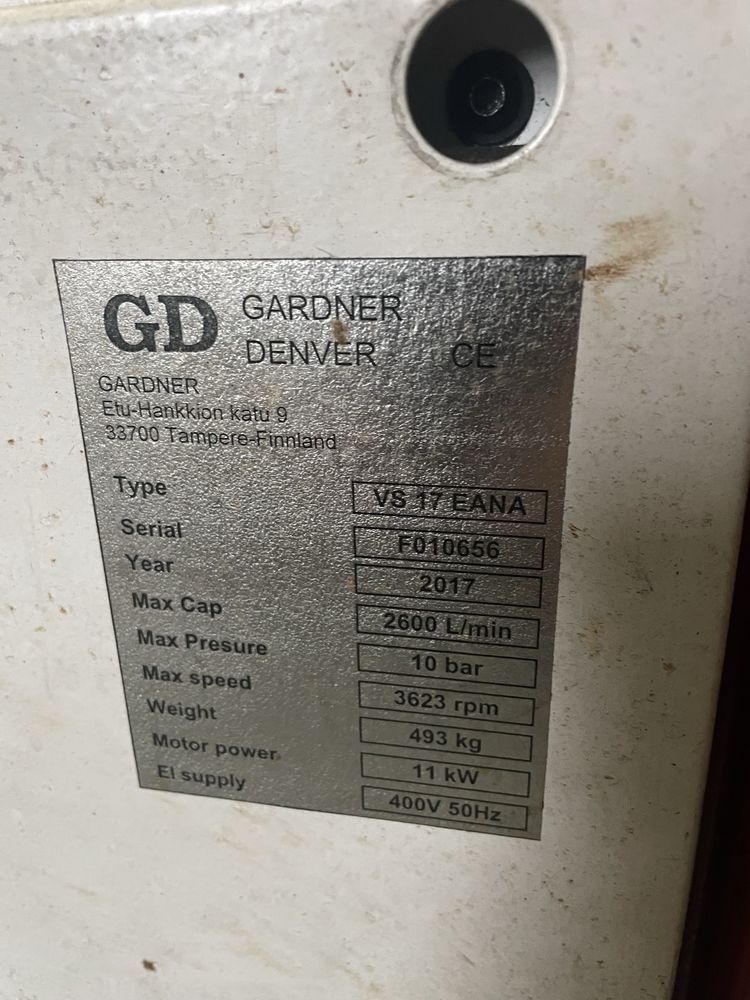 GD GARDNER
DENVER CE
GARDNER
Etu-Hankkion katu 9
33700 Tampere-Finnland
Type VS 17 EANA
Serial F010656
Year 2017
Max Cap 2600 L/min
Max Presure 10 bar
Max speed 3623 rpm
Weight 493 kg
Motor power 11 kW
El supply 400V 50Hz